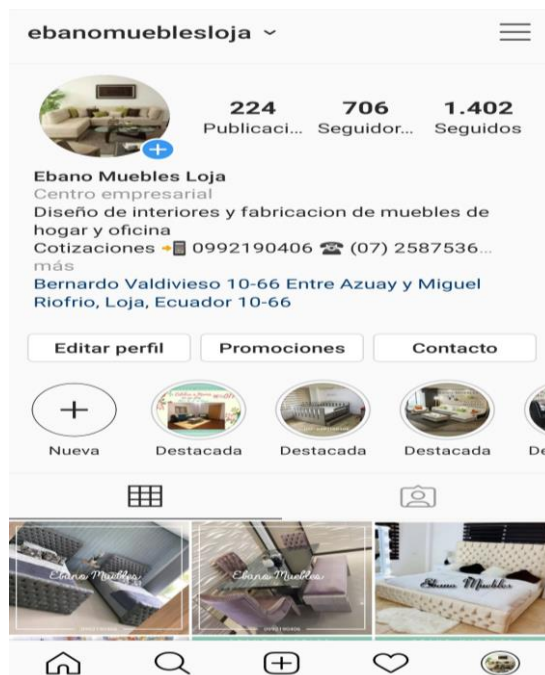 ebanomueblesloja
224 706 1.402
Publicaci... Seguidor... Seguidos
Ebano Muebles Loja
Centro empresarial
Diseño de interiores y fabricacion de muebles de
hogar y oficina
Cotizaciones 0992190406 (07) 2587536...
más
Bernardo Valdivieso 10-66 Entre Azuay y Miguel
Riofrio, Loja, Ecuador 10-66
Editar perfil Promociones Contacto
Nueva Destacada Destacada Destacada De
Ebano Muebles Ebano Muebles Ebano Muebles